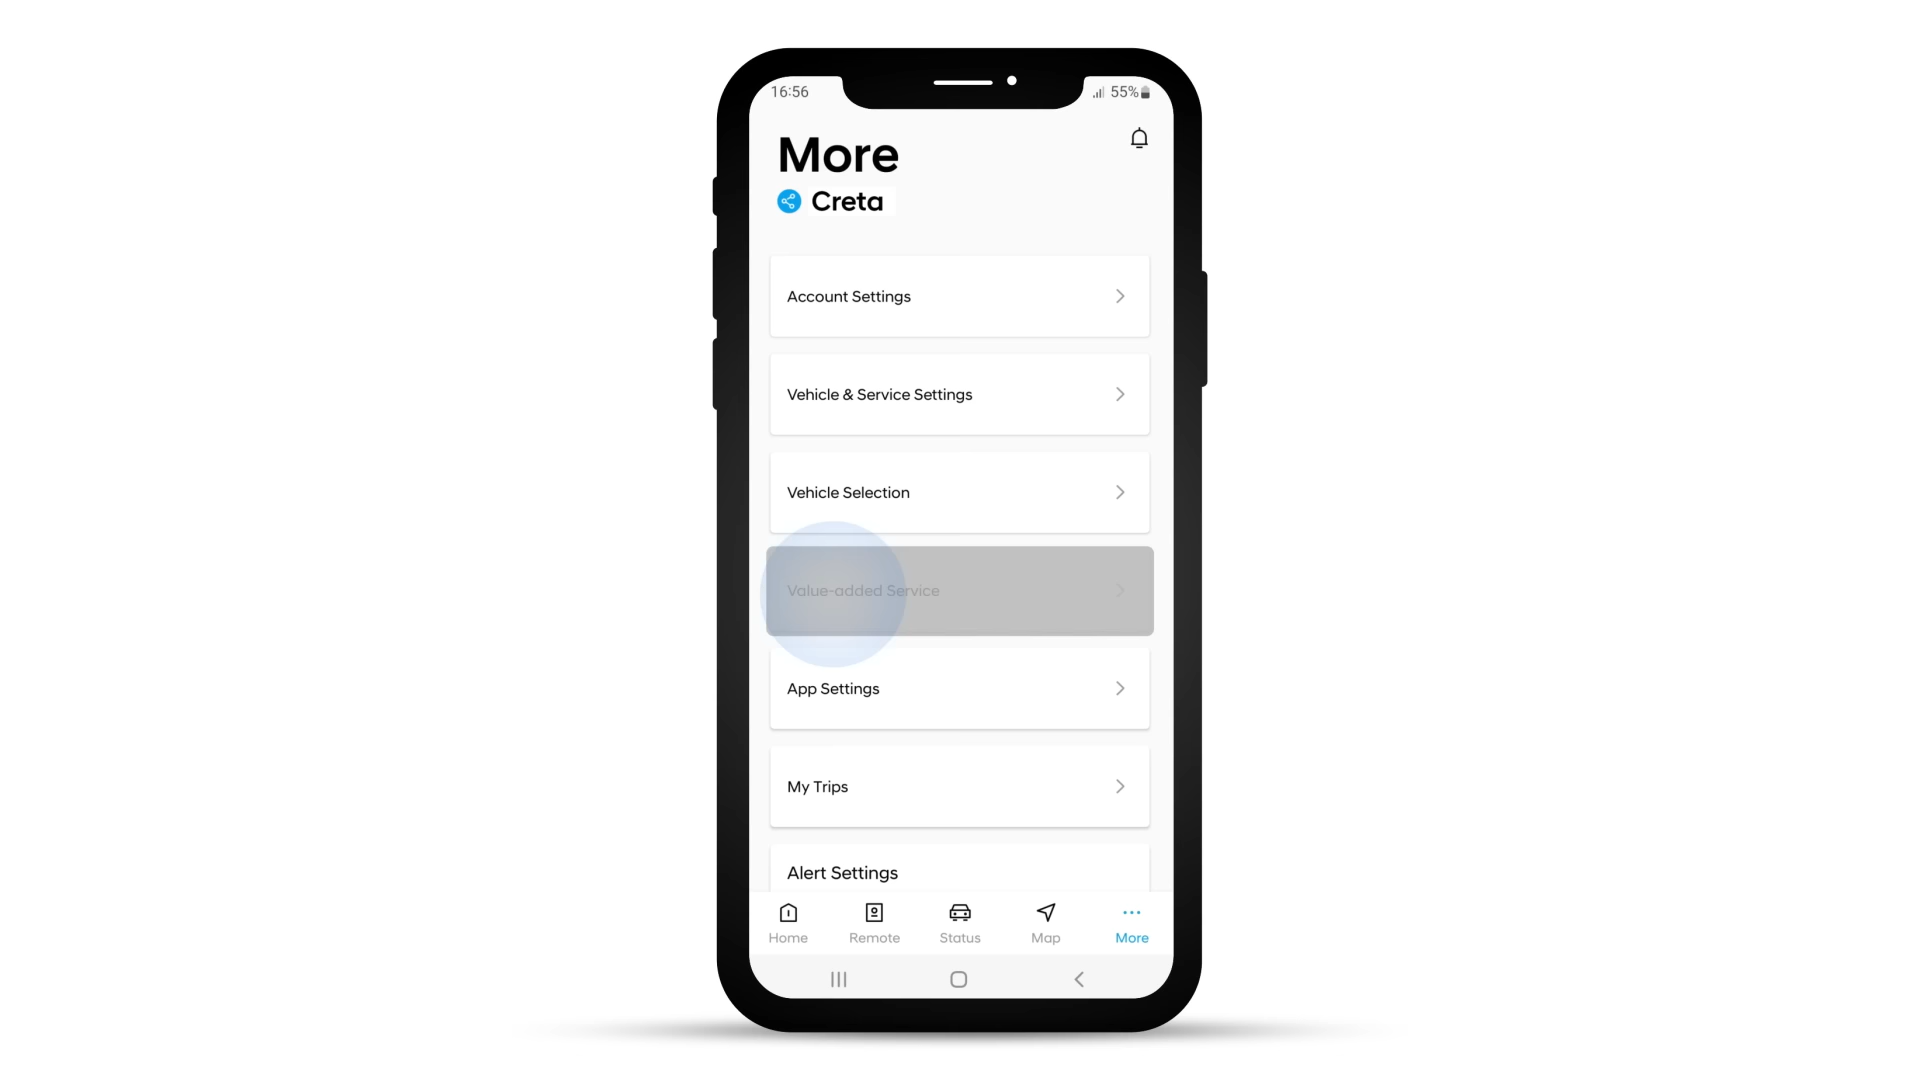 16:56
55%
More
Creta
Account Settings
Vehicle & Service Settings
Vehicle Selection
Value-added Service
App Settings
My Trips
Alert Settings
Home
Remote
Status
Map
More